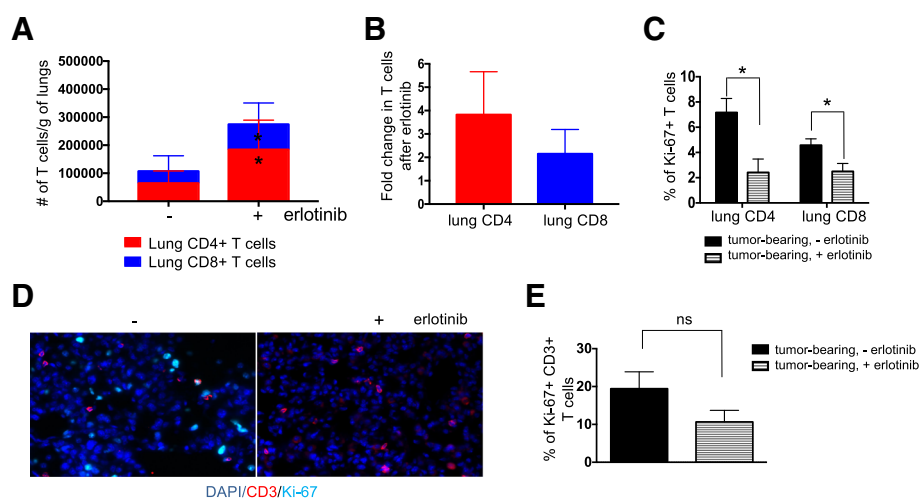 A
# of T cells/g of lungs
500000
400000
300000
200000
100000
0
*
*
- + erlotinib
Lung CD4+ T cells
Lung CD8+ T cells
B
Fold change in T cells
after erlotinib
6
5
4
3
2
1
0
lung CD4 lung CD8
C
% of Ki-67+ T cells
10
8
6
4
2
0
* *
lung CD4 lung CD8
tumor-bearing, - erlotinib
tumor-bearing, + erlotinib
D
- + erlotinib
DAPI/CD3/Ki-67
E
% of Ki-67+ CD3+
T cells
30
20
10
0
ns
tumor-bearing, - erlotinib
tumor-bearing, + erlotinib